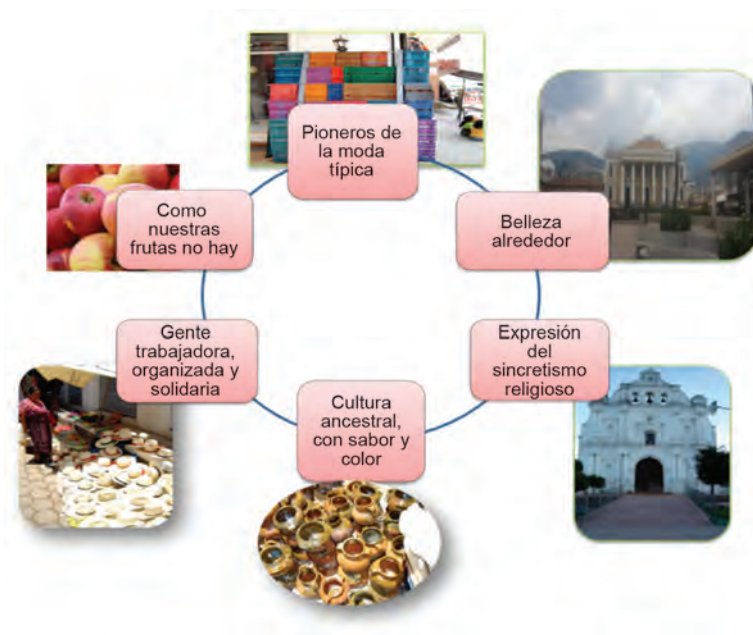 Pioneros de
la moda
típica
Belleza
alrededor
Expresión
del
sincretismo
religioso
Cultura
ancestral,
con sabor y
color
Gente
trabajadora,
organizada y
solidaria
Como
nuestras
frutas no hay